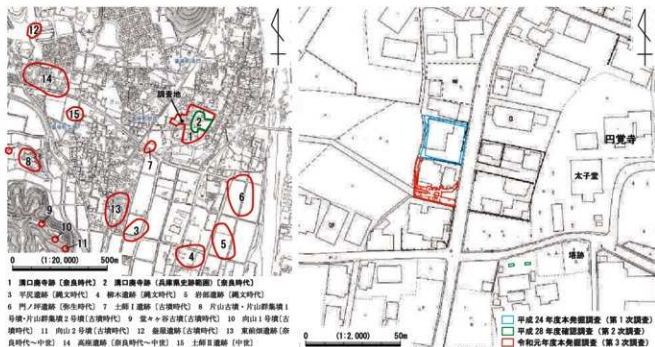 12
14
15
調査地
2
1
7
8
6
13
9
3
10
5
11
4
0 (1:20,000) 500m
1 溝口廃寺跡〔奈良時代〕 2 溝口廃寺跡(兵庫県史跡範囲)〔奈良時代〕
3 平尻遺跡〔縄文時代〕 4 柳木遺跡〔縄文時代〕 5 岩部遺跡〔縄文時代〕
6 門ノ坪遺跡〔弥生時代〕 7 土師Ⅰ遺跡〔古墳時代〕 8 片山古墳・片山群集墳1
号墳・片山群集墳2号墳〔古墳時代〕 9 堂々ヶ谷古墳〔古墳時代〕 10 向山1号墳〔古
墳時代〕 11 向山2号墳〔古墳時代〕 12 奥遺跡〔古墳時代〕 13 東前畑遺跡〔奈
良時代~中世〕 14 高座遺跡〔奈良時代~中世〕 15 土師Ⅱ遺跡〔中世〕
円覚寺
太子堂
塔跡
0 (1:2,000) 50m
平成24年度本発掘調査(第1次調査)
平成28年度確認調査(第2次調査)
令和元年度本発掘調査(第3次調査)